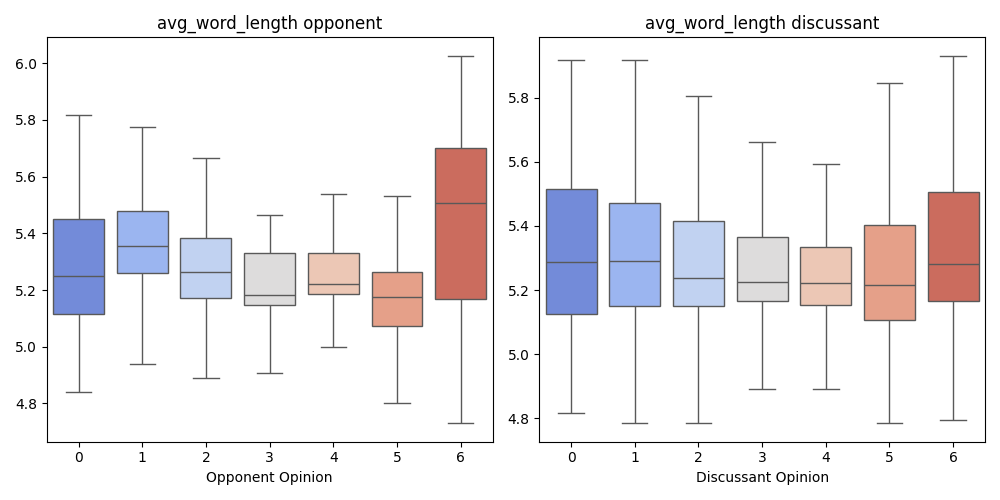 avg_word_length opponent
6.0
5.8
5.6
5.4
5.2
5.0
4.8
0 1 2 3 4 5 6
Opponent Opinion
avg_word_length discussant
5.8
5.6
5.4
5.2
5.0
4.8
0 1 2 3 4 5 6
Discussant Opinion